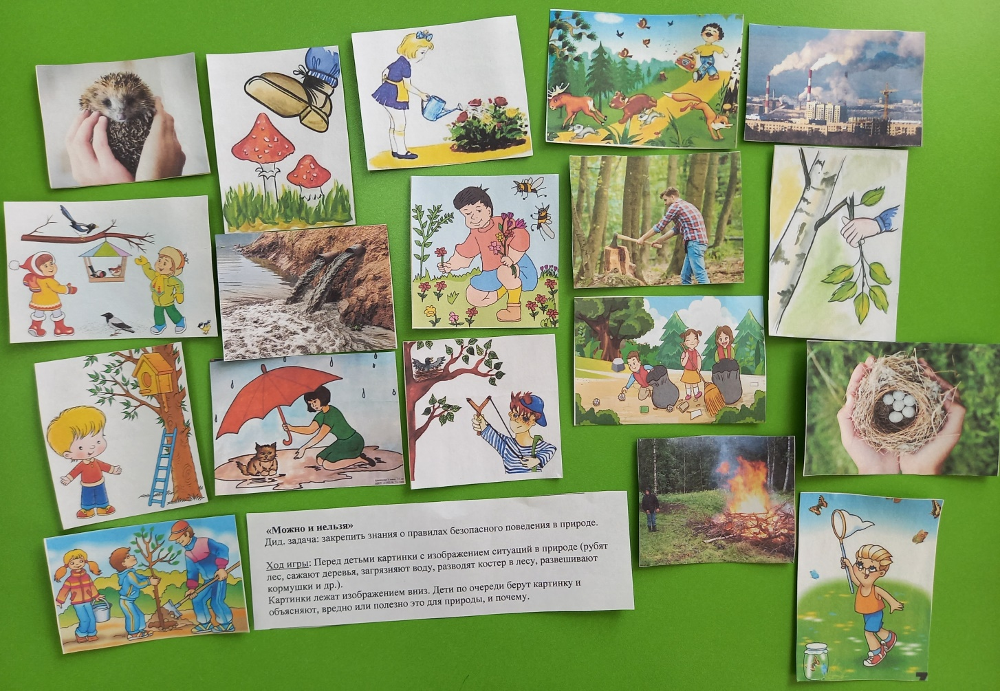 «Можно и нельзя»
Дид. задача: закрепить знания о правилах безопасного поведения в природе.
Ход игры: Перед детьми картинки с изображением ситуаций в природе (рубят
лес, сажают деревья, загрязняют воду, разводят костер в лесу, развешивают
кормушки и др.).
Картинки лежат изображением вниз. Дети по очереди берут картинку и
объясняют, вредно или полезно это для природы, и почему.